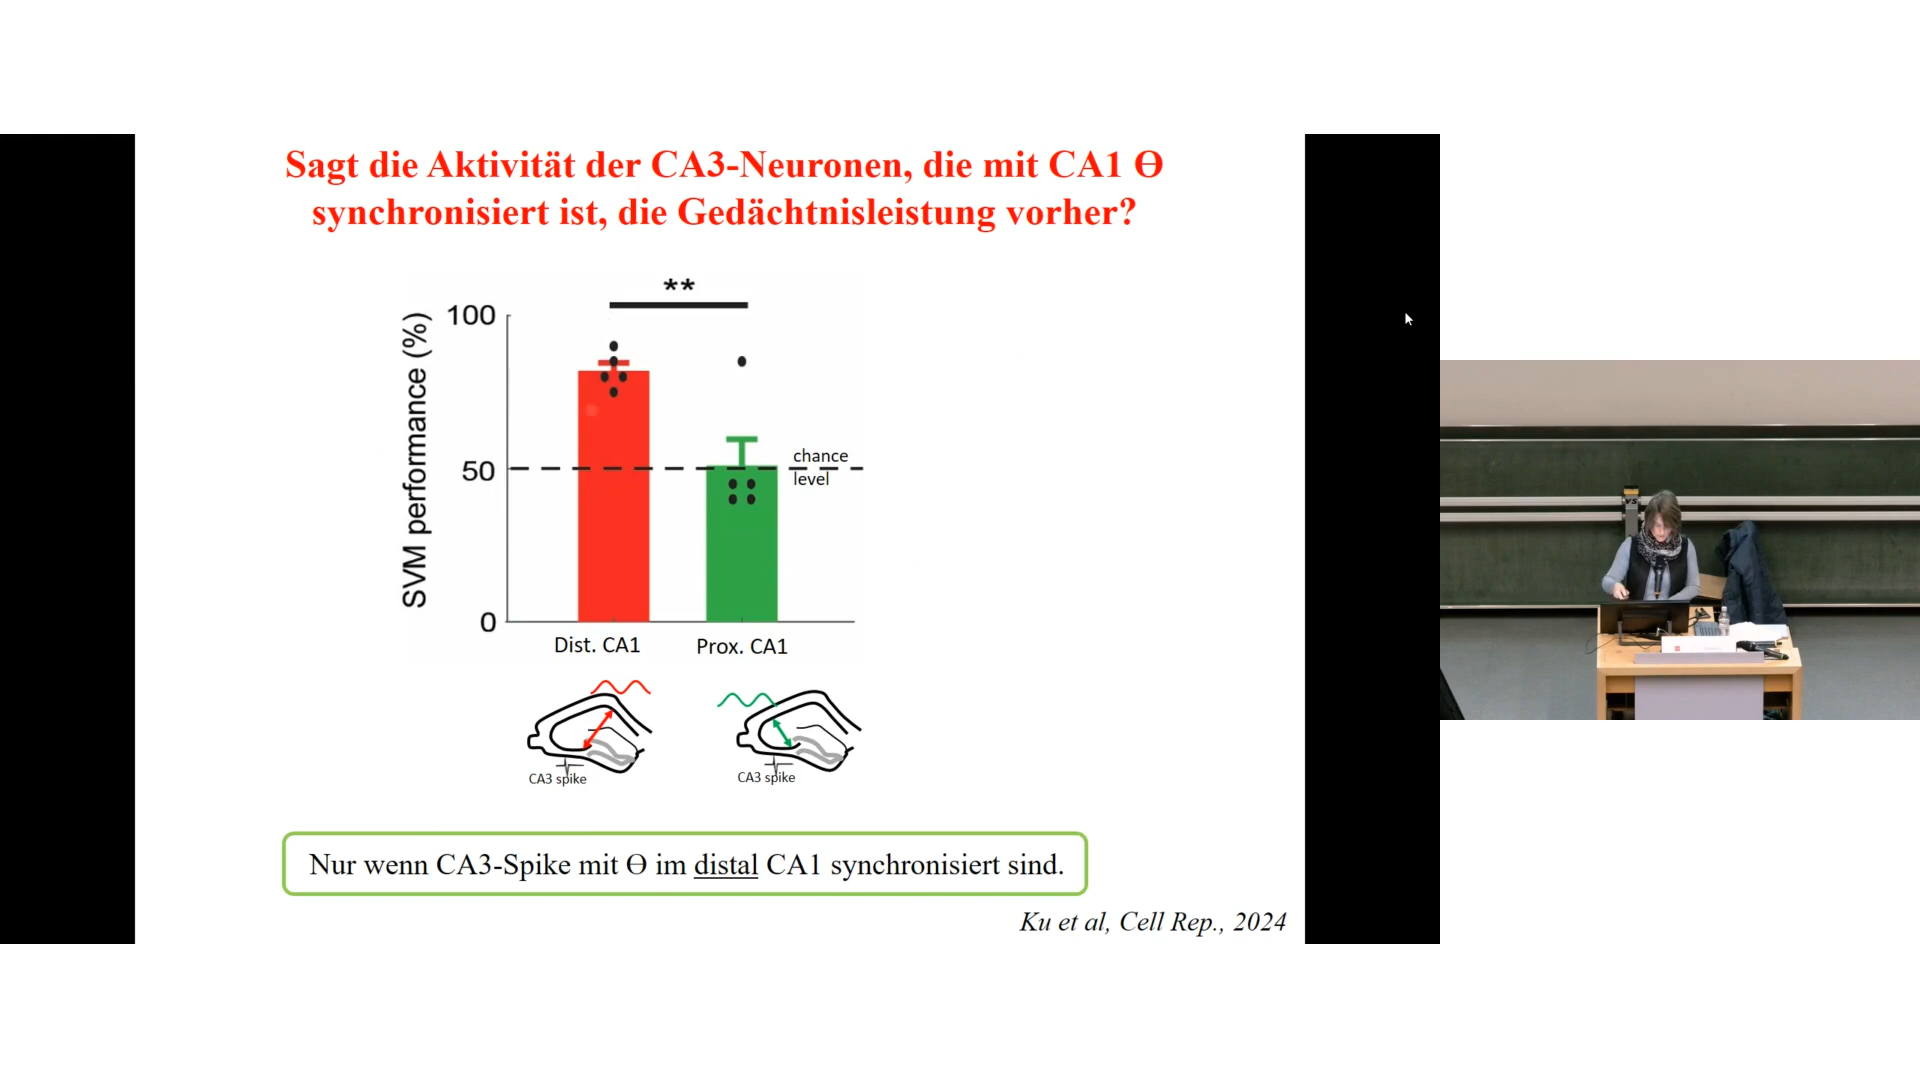 Sagt die Aktivität der CA3-Neuronen, die mit CA1 Ө
synchronisiert ist, die Gedächtnisleistung vorher?
**
SVM performance (%)
100
50
0
chance
level
Dist. CA1
Prox. CA1
CA3 spike
CA3 spike
Nur wenn CA3-Spike mit Ө im distal CA1 synchronisiert sind.
Ku et al, Cell Rep., 2024